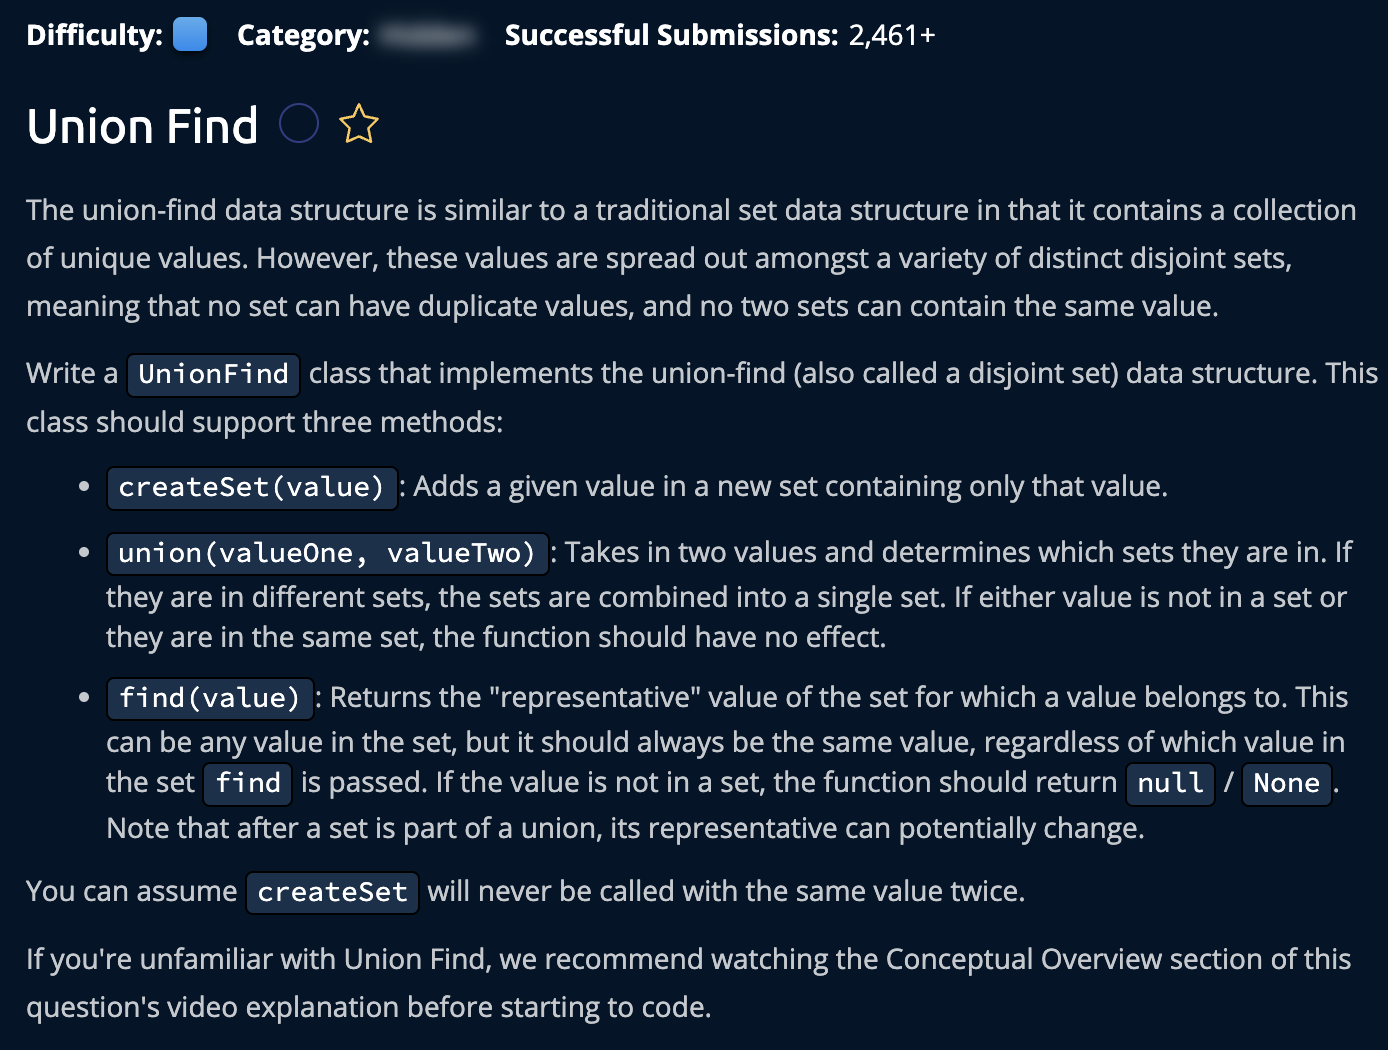 Difficulty: Category: Successful Submissions: 2,461+
Union Find
The union-find data structure is similar to a traditional set data structure in that it contains a collection
of unique values. However, these values are spread out amongst a variety of distinct disjoint sets,
meaning that no set can have duplicate values, and no two sets can contain the same value.
Write a UnionFind class that implements the union-find (also called a disjoint set) data structure. This
class should support three methods:
• createSet(value): Adds a given value in a new set containing only that value.
• union(valueOne, valueTwo): Takes in two values and determines which sets they are in. If
they are in different sets, the sets are combined into a single set. If either value is not in a set or
they are in the same set, the function should have no effect.
• find(value): Returns the "representative" value of the set for which a value belongs to. This
can be any value in the set, but it should always be the same value, regardless of which value in
the set find is passed. If the value is not in a set, the function should return null / None.
Note that after a set is part of a union, its representative can potentially change.
You can assume createSet will never be called with the same value twice.
If you're unfamiliar with Union Find, we recommend watching the Conceptual Overview section of this
question's video explanation before starting to code.